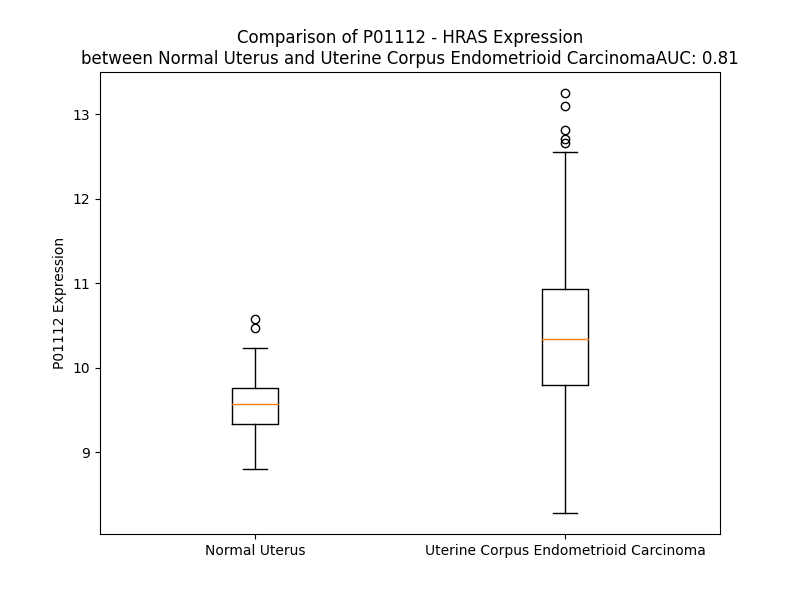 Comparison of P01112 - HRAS Expression
between Normal Uterus and Uterine Corpus Endometrioid CarcinomaAUC: 0.81
13
12
11
10
9
P01112 Expression
Normal Uterus
Uterine Corpus Endometrioid Carcinoma